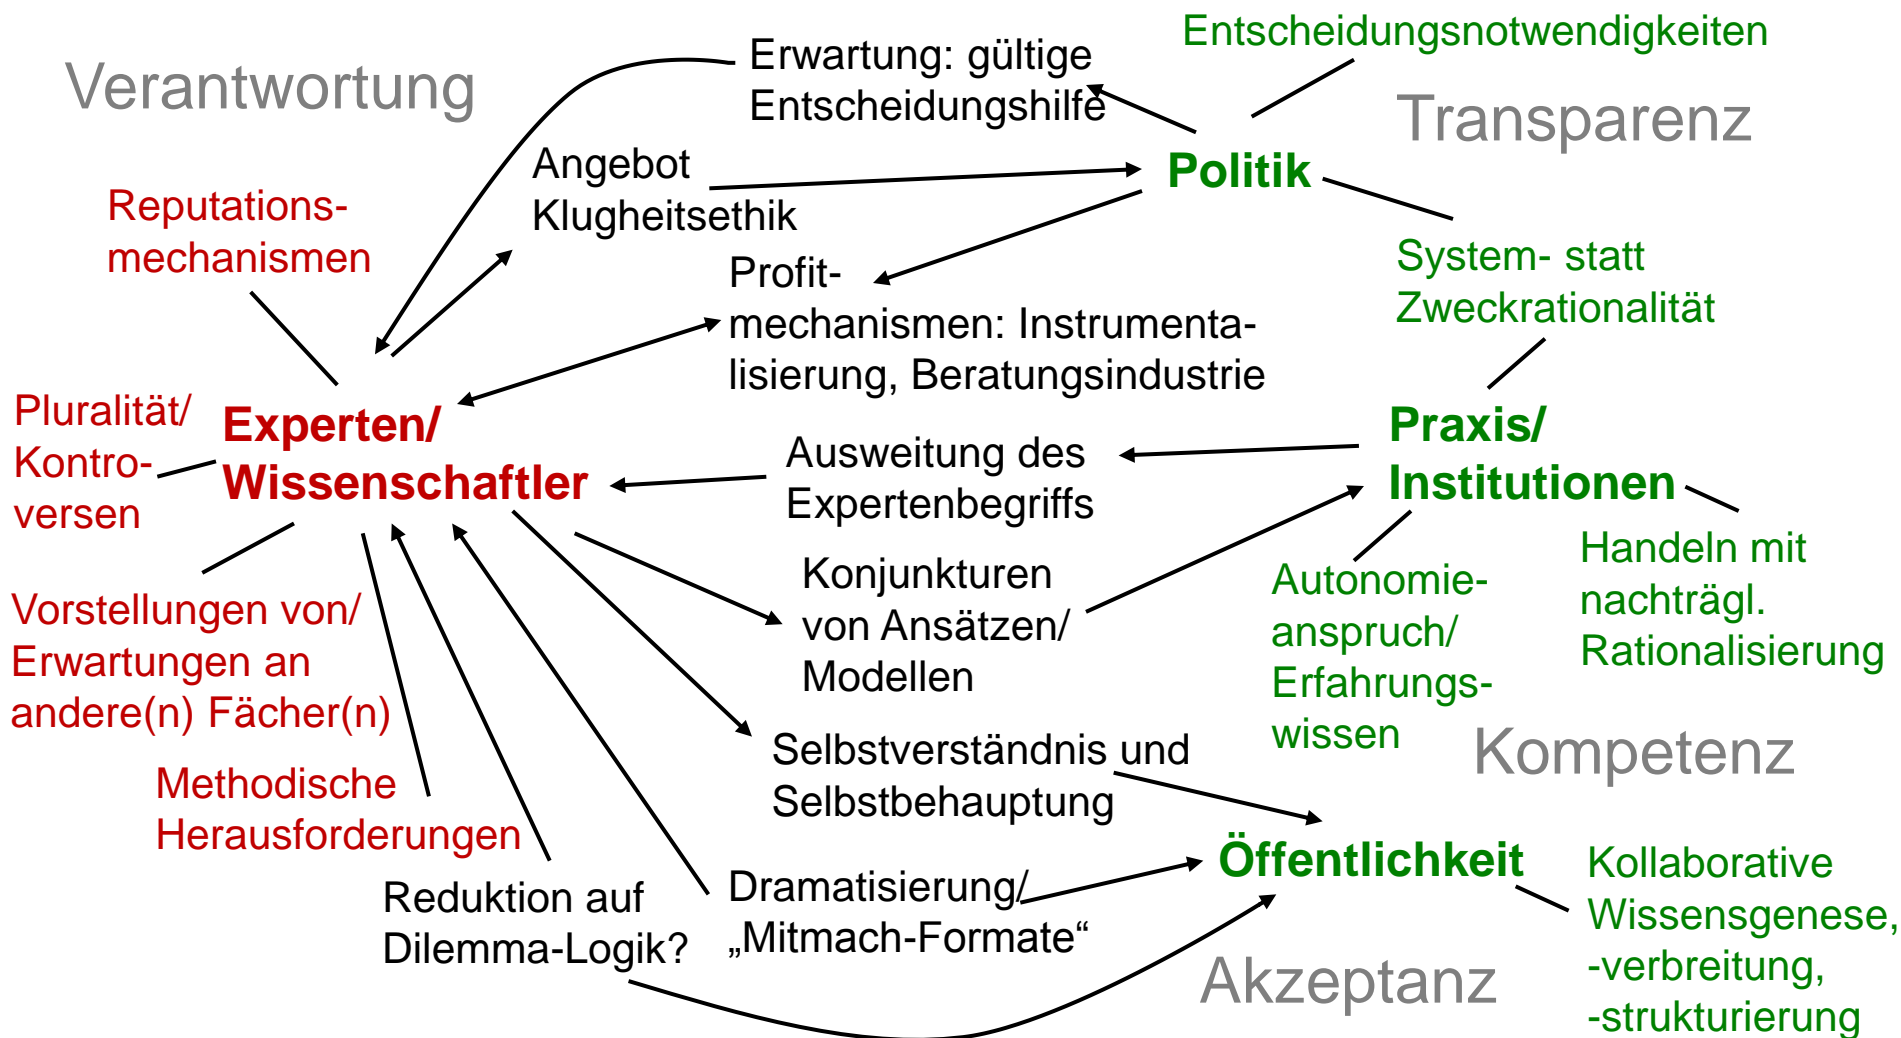 Entscheidungsnotwendigkeiten
Erwartung: gültige
Entscheidungshilfe
Verantwortung
Transparenz
Angebot
Klugheitsethik
Politik
Reputations-
mechanismen
System- statt
Zweckrationalität
Profit-
mechanismen: Instrumenta-
lisierung, Beratungsindustrie
Pluralität/
Kontro-
versen
Experten/
Wissenschaftler
Ausweitung des
Expertenbegriffs
Praxis/
Institutionen
Handeln mit
nachträgl.
Rationalisierung
Autonomie-
anspruch/
Erfahrungs-
wissen
Konjunkturen
von Ansätzen/
Modellen
Vorstellungen von/
Erwartungen an
andere(n) Fächer(n)
Kompetenz
Selbstverständnis und
Selbstbehauptung
Methodische
Herausforderungen
Öffentlichkeit
Kollaborative
Wissensgenese,
-verbreitung,
-strukturierung
Reduktion auf
Dilemma-Logik?
Dramatisierung/
„Mitmach-Formate“
Akzeptanz